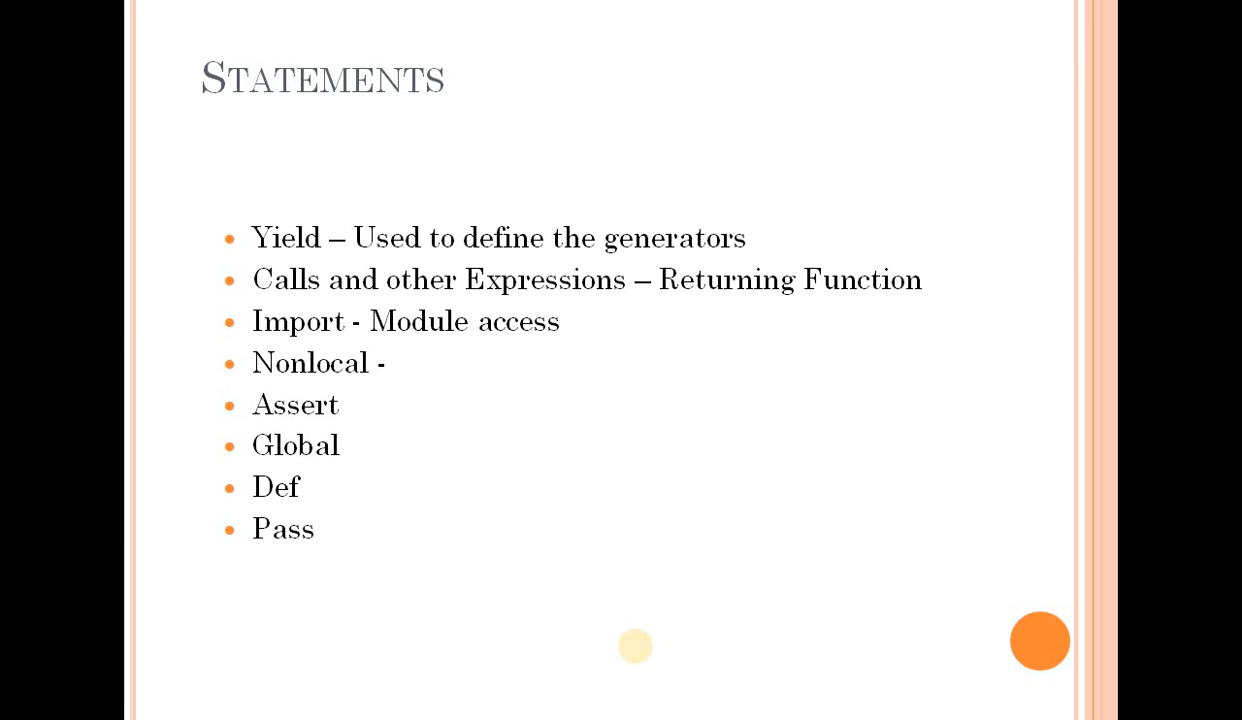 STATEMENTS
Yield – Used to define the generators
Calls and other Expressions – Returning Function
Import - Module access
Nonlocal -
Assert
Global
Def
Pass